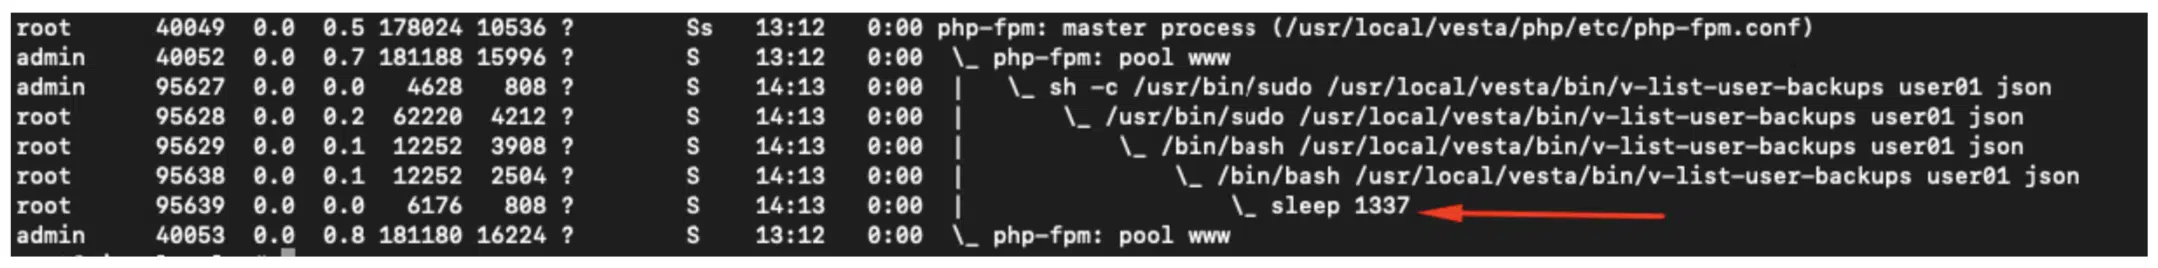 root 40049 0.0 0.5 178024 10536 ? Ss 13:12 0:00 php-fpm: master process (/usr/local/vesta/php/etc/php-fpm.conf)
admin 40052 0.0 0.7 181188 15996 ? S 13:12 0:00 \_ php-fpm: pool www
admin 95627 0.0 0.0 4628 808 ? S 14:13 0:00 | \_ sh -c /usr/bin/sudo /usr/local/vesta/bin/v-list-user-backups user01 json
root 95628 0.0 0.2 62220 4212 ? S 14:13 0:00 | \_ /usr/bin/sudo /usr/local/vesta/bin/v-list-user-backups user01 json
root 95629 0.0 0.1 12252 3908 ? S 14:13 0:00 | \_ /bin/bash /usr/local/vesta/bin/v-list-user-backups user01 json
root 95638 0.0 0.1 12252 2504 ? S 14:13 0:00 | \_ /bin/bash /usr/local/vesta/bin/v-list-user-backups user01 json
root 95639 0.0 0.0 6176 808 ? S 14:13 0:00 | \_ sleep 1337
admin 40053 0.0 0.8 181180 16224 ? S 13:12 0:00 \_ php-fpm: pool www